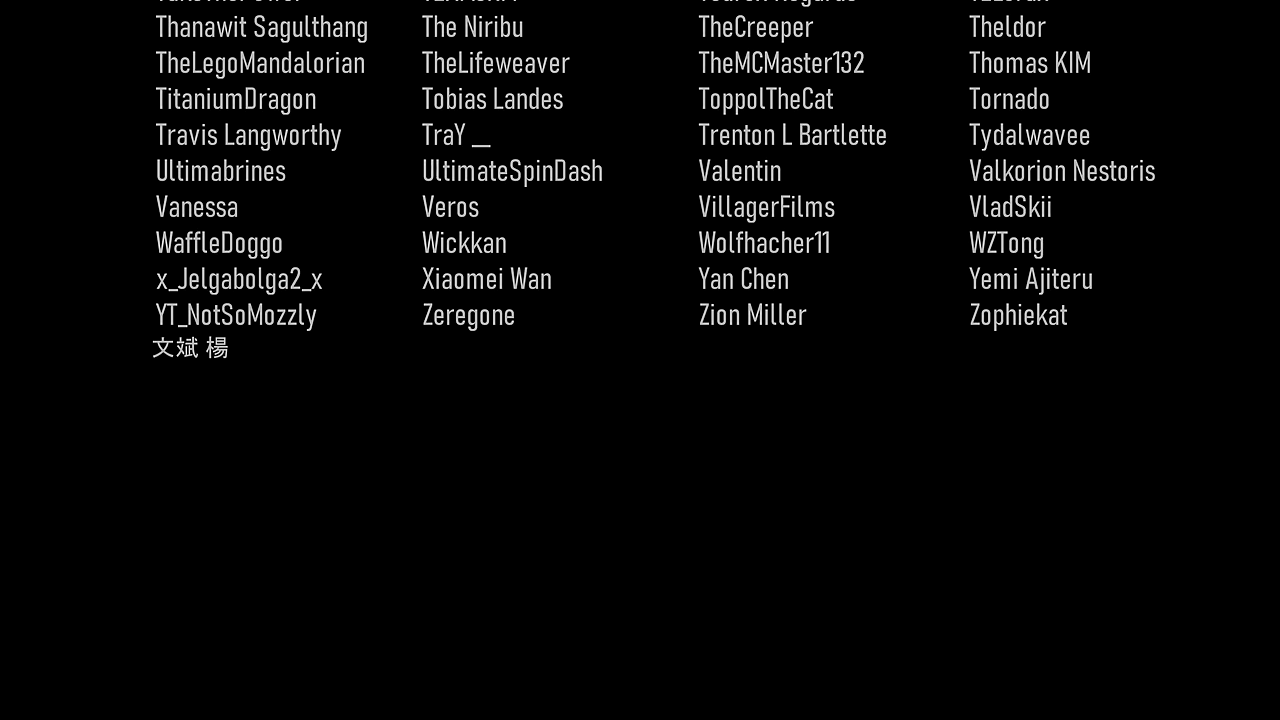 Thanawit Sagulthang The Niribu TheCreeper Theldor
TheLegoMandalorian TheLifeweaver TheMCMaster132 Thomas KIM
TitaniumDragon Tobias Landes ToppolTheCat Tornado
Travis Langworthy TraY __ Trenton L Bartlette Tydalwavee
Ultimabrines UltimateSpinDash Valentin Valkorion Nestoris
Vanessa Veros VillagerFilms VladSkii
WaffleDoggo Wickkan Wolfhacher11 WZTong
x_Jelgabolga2_x Xiaomei Wan Yan Chen Yemi Ajiteru
YT_NotSoMozzly Zeregone Zion Miller Zophiekat
文斌 楊